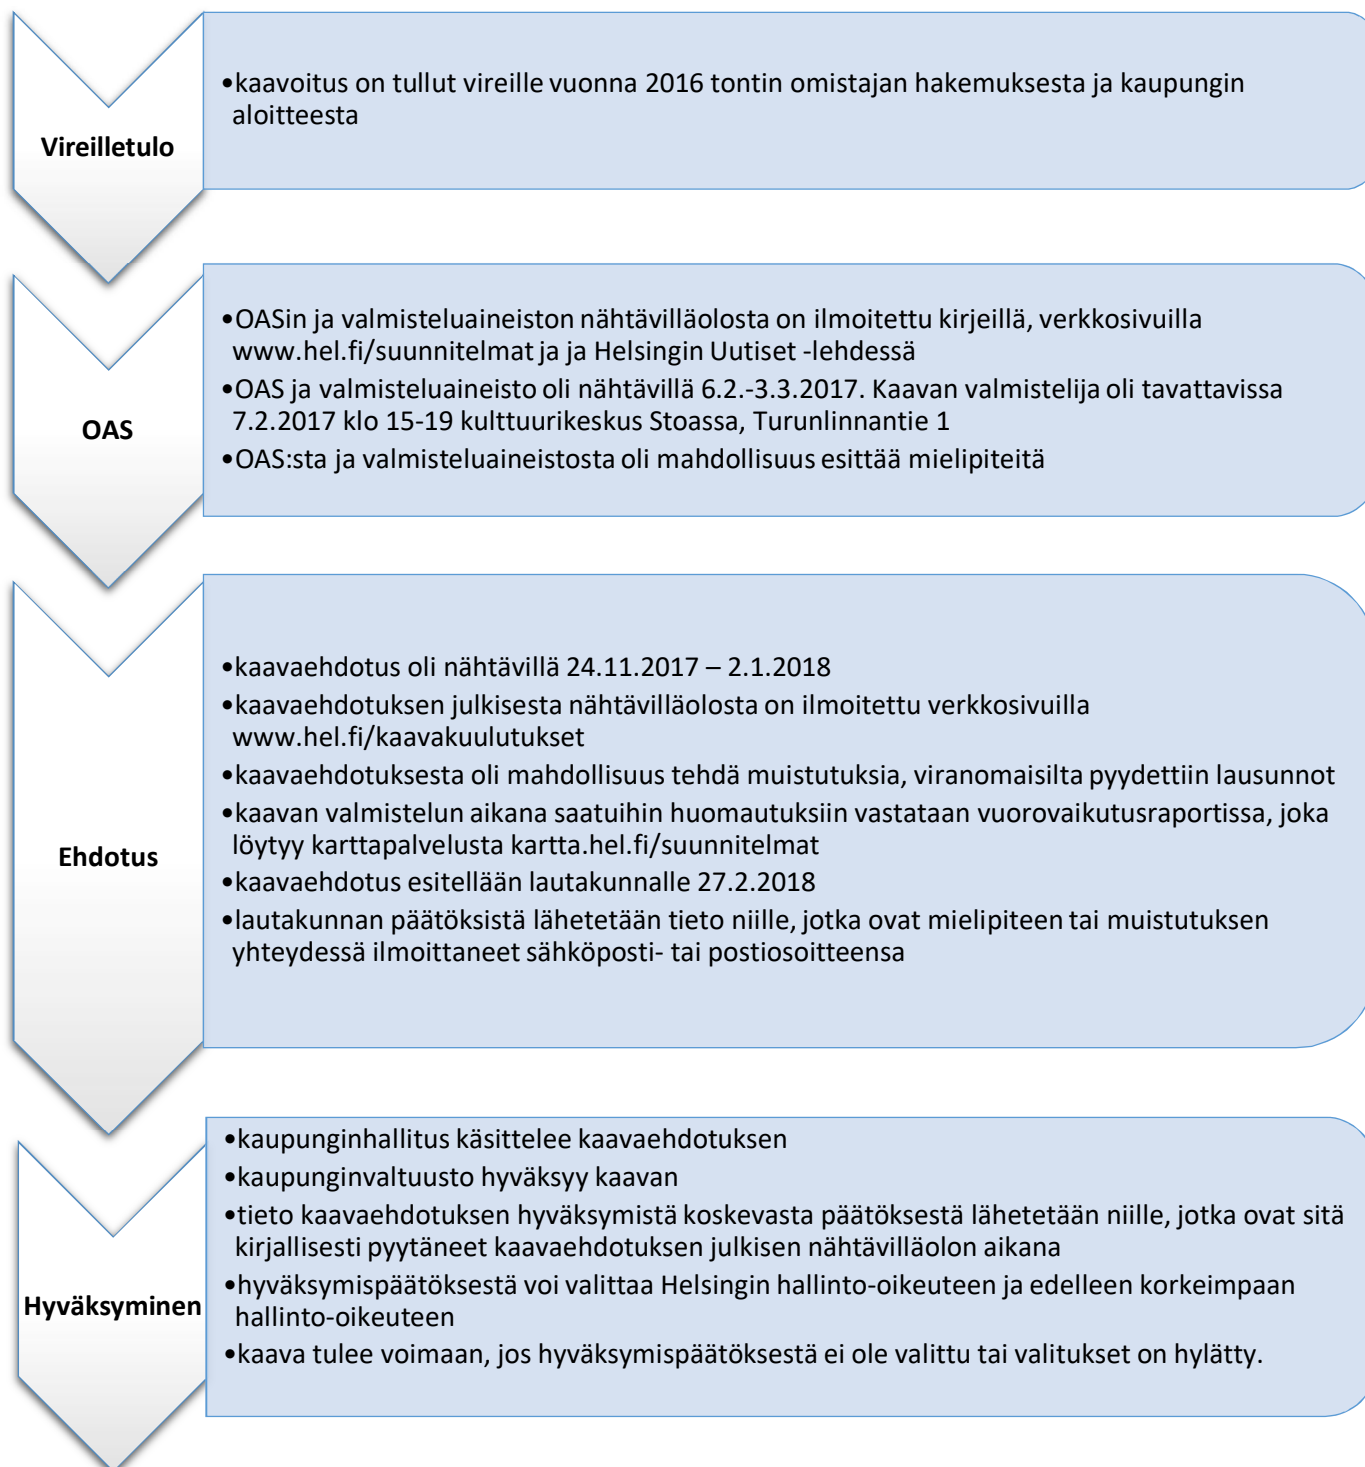 Vireilletulo
•kaavoitus on tullut vireille vuonna 2016 tontin omistajan hakemuksesta ja kaupungin
aloitteesta
OAS
•OASin ja valmisteluaineiston nähtävilläolosta on ilmoitettu kirjeillä, verkkosivuilla
www.hel.fi/suunnitelmat ja ja Helsingin Uutiset -lehdessä
•OAS ja valmisteluaineisto oli nähtävillä 6.2.-3.3.2017. Kaavan valmistelija oli tavattavissa
7.2.2017 klo 15-19 kulttuurikeskus Stoassa, Turunlinnantie 1
•OAS:sta ja valmisteluaineistosta oli mahdollisuus esittää mielipiteitä
Ehdotus
•kaavaehdotus oli nähtävillä 24.11.2017 – 2.1.2018
•kaavaehdotuksen julkisesta nähtävilläolosta on ilmoitettu verkkosivuilla
www.hel.fi/kaavakuulutukset
•kaavaehdotuksesta oli mahdollisuus tehdä muistutuksia, viranomaisilta pyydettiin lausunnot
•kaavan valmistelun aikana saatuihin huomautuksiin vastataan vuorovaikutusraportissa, joka
löytyy karttapalvelusta kartta.hel.fi/suunnitelmat
•kaavaehdotus esitellään lautakunnalle 27.2.2018
•lautakunnan päätöksistä lähetetään tieto niille, jotka ovat mielipiteen tai muistutuksen
yhteydessä ilmoittaneet sähköposti- tai postiosoitteensa
Hyväksyminen
•kaupunginhallitus käsittelee kaavaehdotuksen
•kaupunginvaltuusto hyväksyy kaavan
•tieto kaavaehdotuksen hyväksymistä koskevasta päätöksestä lähetetään niille, jotka ovat sitä
kirjallisesti pyytäneet kaavaehdotuksen julkisen nähtävilläolon aikana
•hyväksymispäätöksestä voi valittaa Helsingin hallinto-oikeuteen ja edelleen korkeimpaan
hallinto-oikeuteen
•kaava tulee voimaan, jos hyväksymispäätöksestä ei ole valittu tai valitukset on hylätty.